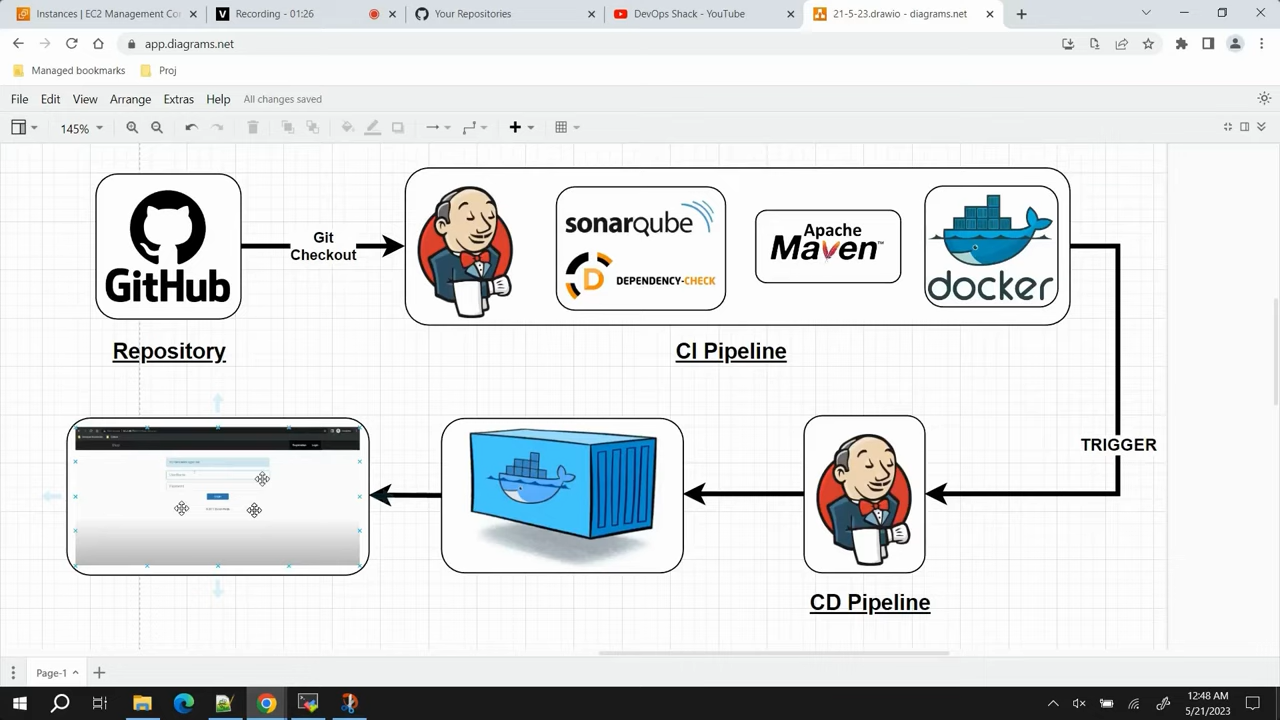 Instances | EC2 Management Co
Recording - 01:26
Your Repositories
DevOps Shack - YouTube
21-5-23.drawio - diagrams.net
app.diagrams.net
Managed bookmarks
Proj
File
Edit
View
Arrange
Extras
Help
All changes saved
145%
GitHub
Git
Checkout
sonarqube
DEPENDENCY-CHECK
Apache
Maven™
docker
Repository
CI Pipeline
TRIGGER
CD Pipeline
Page-1
12:48 AM
5/21/2023